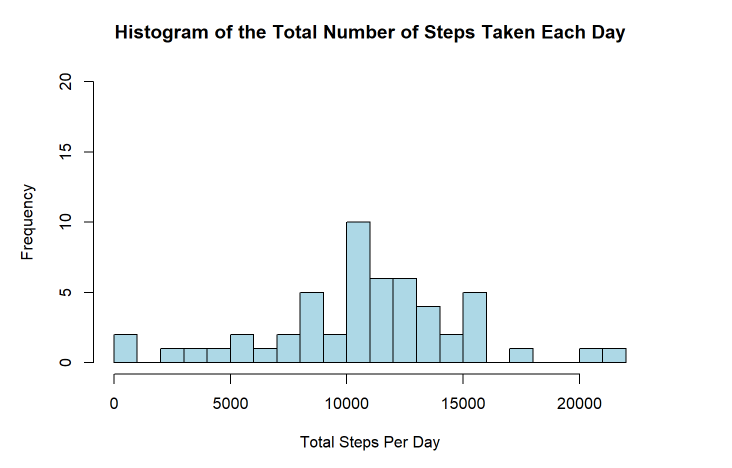 Histogram of the Total Number of Steps Taken Each Day
20
15
10
5
0
Frequency
0 5000 10000 15000 20000
Total Steps Per Day